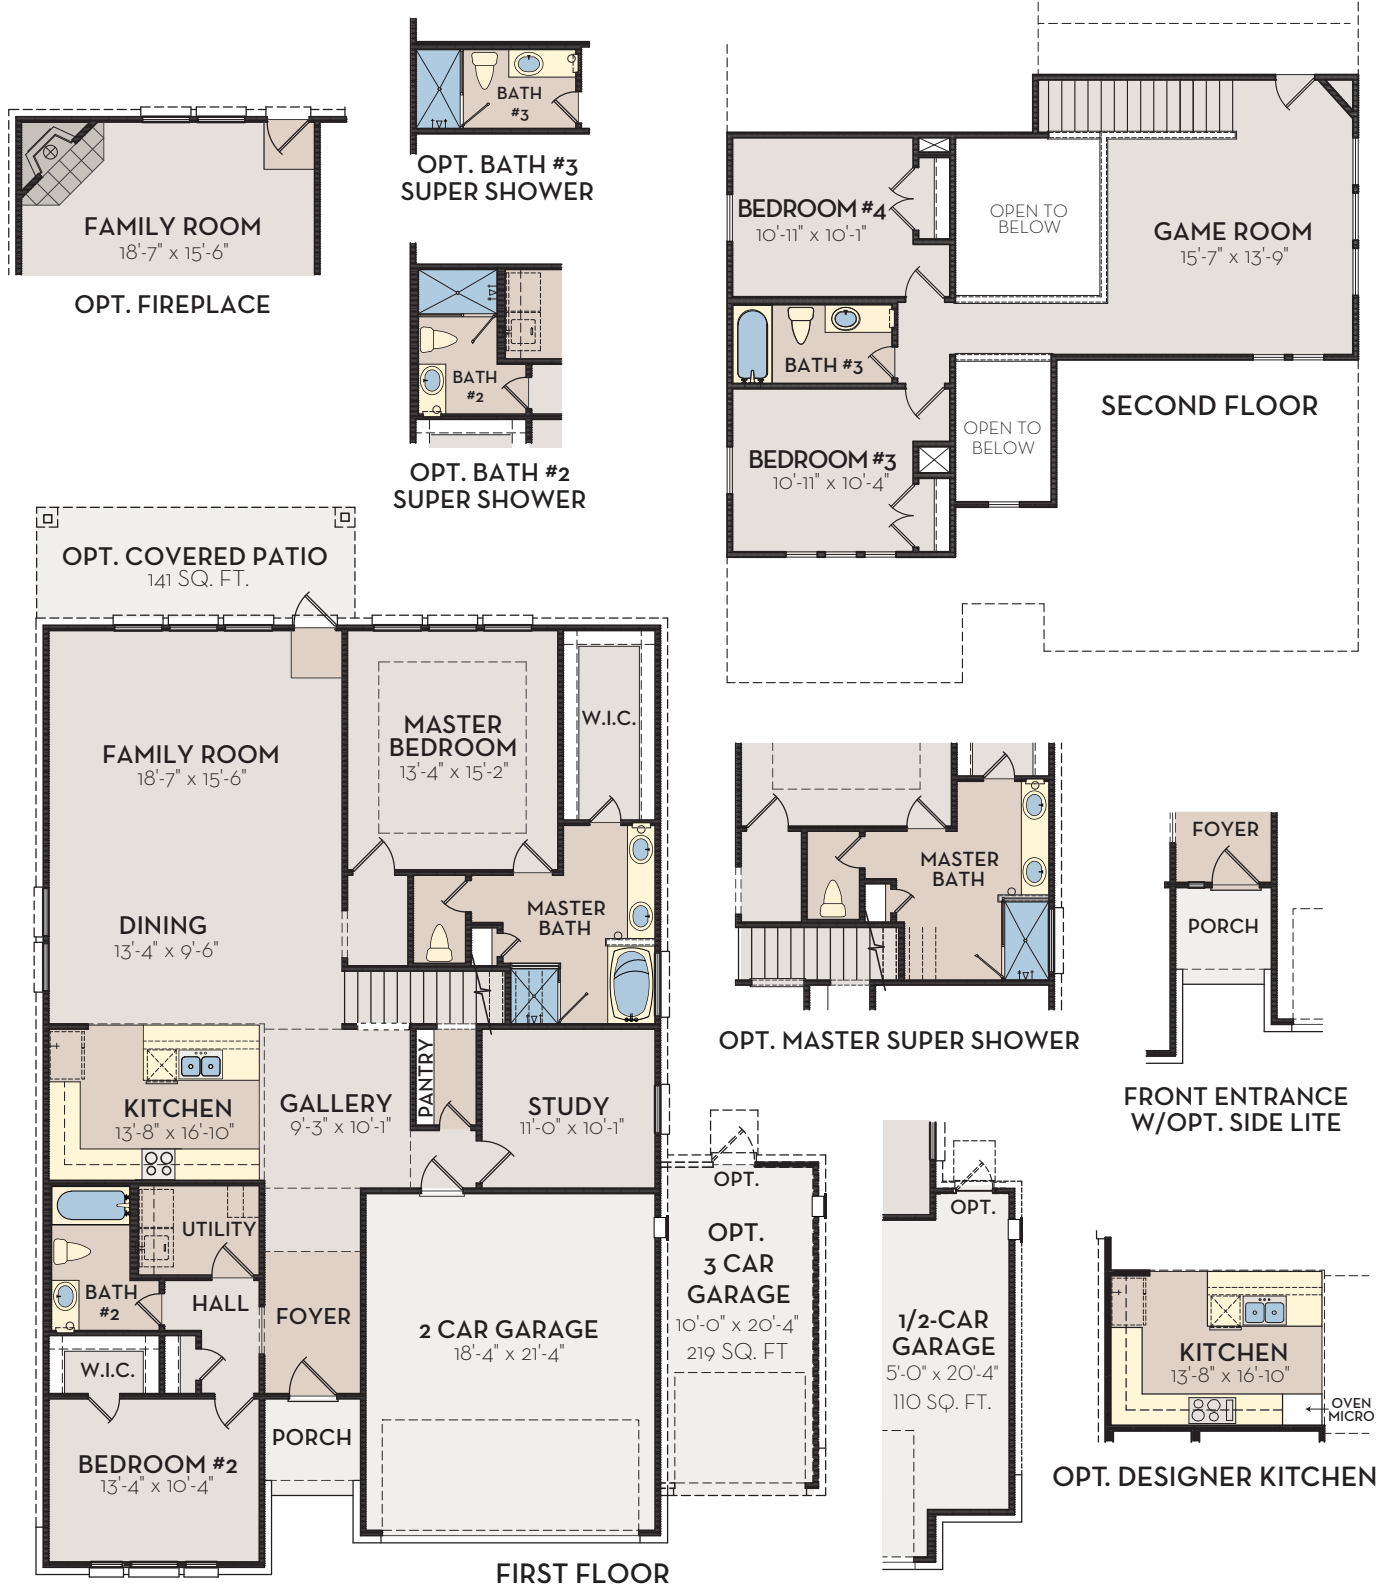 BATH
#3
OPT. BATH #3
SUPER SHOWER
FAMILY ROOM
18'-7" x 15'-6"
OPT. FIREPLACE
BATH
#2
OPT. BATH #2
SUPER SHOWER
BEDROOM #4
10'-11" x 10'-1"
OPEN TO
BELOW
GAME ROOM
15'-7" x 13'-9"
BATH #3
BEDROOM #3
10'-11" x 10'-4"
OPEN TO
BELOW
SECOND FLOOR
OPT. COVERED PATIO
141 SQ. FT.
FAMILY ROOM
18'-7" x 15'-6"
MASTER
BEDROOM
13'-4" x 15'-2"
W.I.C.
DINING
13'-4" x 9'-6"
MASTER
BATH
KITCHEN
13'-8" x 16'-10"
GALLERY
9'-3" x 10'-1"
PANTRY
STUDY
11'-0" x 10'-1"
UTILITY
BATH
#2
HALL
FOYER
W.I.C.
2 CAR GARAGE
18'-4" x 21'-4"
PORCH
BEDROOM #2
13'-4" x 10'-4"
FIRST FLOOR
OPT.
OPT.
3 CAR
GARAGE
10'-0" x 20'-4"
219 SQ. FT
MASTER
BATH
OPT. MASTER SUPER SHOWER
FOYER
PORCH
FRONT ENTRANCE
W/OPT. SIDE LITE
OPT.
1/2-CAR
GARAGE
5'-0" x 20'-4"
110 SQ. FT.
KITCHEN
13'-8" x 16'-10"
OVEN
MICRO
OPT. DESIGNER KITCHEN